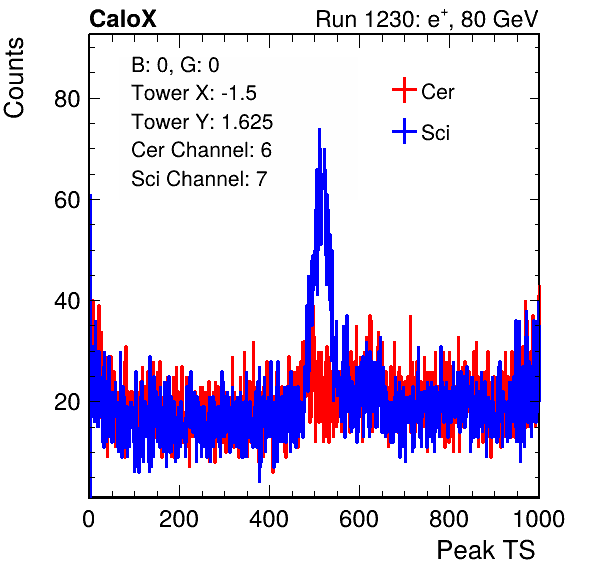 CaloX Run 1230: e⁺, 80 GeV
Counts
B: 0, G: 0
Tower X: -1.5
Tower Y: 1.625
Cer Channel: 6
Sci Channel: 7
Cer
Sci
80
60
40
20
0 200 400 600 800 1000
Peak TS